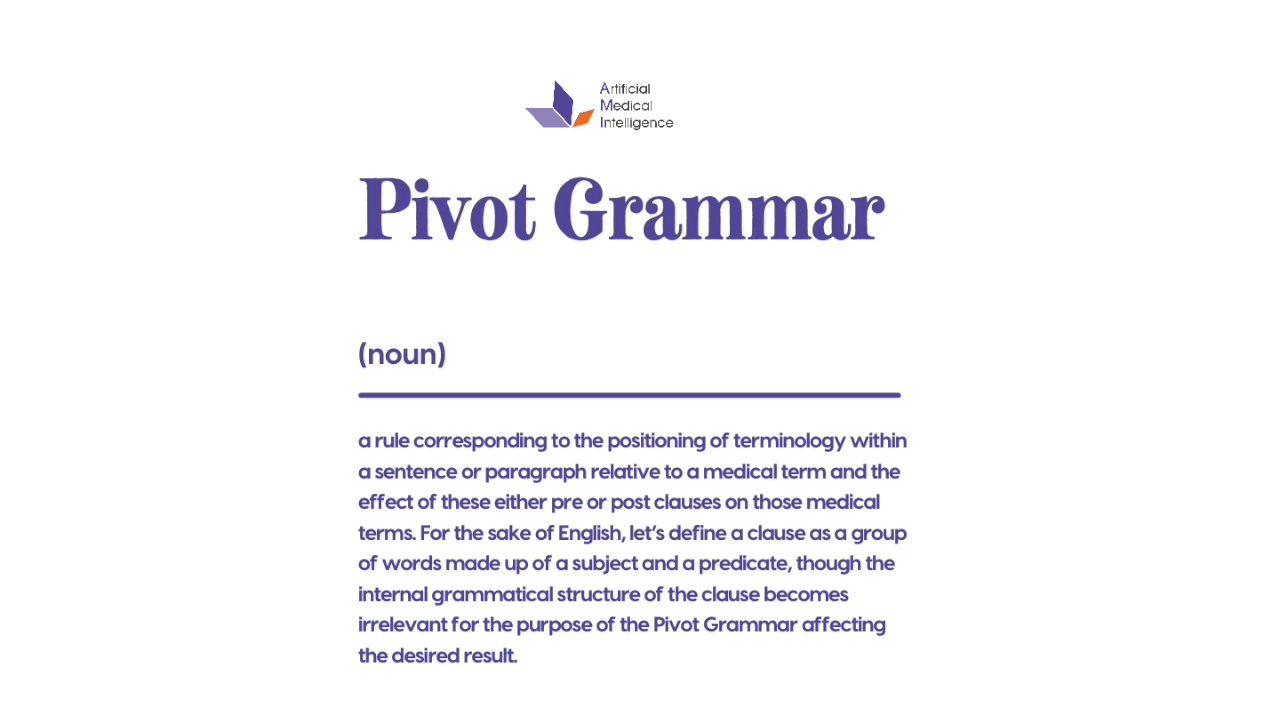 Artificial
Medical
Intelligence
Pivot Grammar
(noun)
a rule corresponding to the positioning of terminology within
a sentence or paragraph relative to a medical term and the
effect of these either pre or post clauses on those medical
terms. For the sake of English, let's define a clause as a group
of words made up of a subject and a predicate, though the
internal grammatical structure of the clause becomes
irrelevant for the purpose of the Pivot Grammar affecting
the desired result.